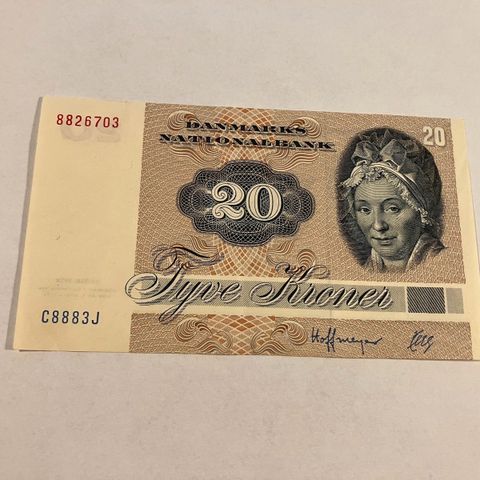 8826703
DANMARKS
NATIONALBANK
20
20
Tyve Kroner
C8883J
Hoffmeyer